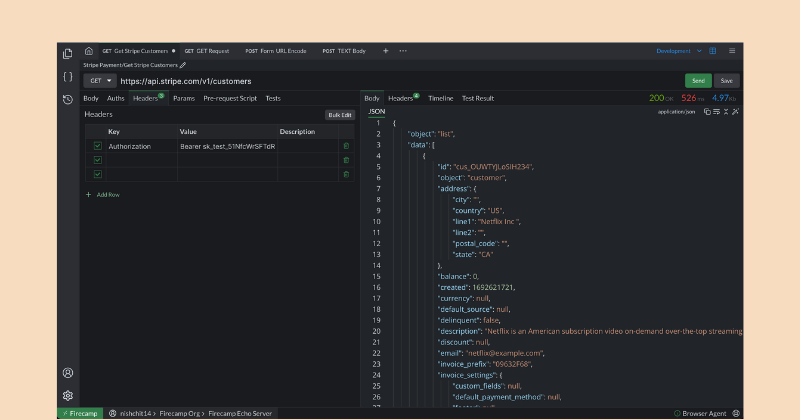 GET Get Stripe Customers
GET GET Request
POST Form URL Encode
POST TEXT Body
Development
Stripe Payment/Get Stripe Customers
GET
https://api.stripe.com/v1/customers
Send
Save
Body Auths Headers Params Pre-request Script Tests
Headers
Bulk Edit
Key Value Description
Authorization Bearer sk_test_51NfcWrSFTdR
Add Row
Body Headers 4 Timeline Test Result
200 OK 526 ms 4.97 Kb
JSON
application/json
1 {
2 "object": "list",
3 "data": [
4 {
5 "id": "cus_OUWTYJLoSIH234",
6 "object": "customer",
7 "address": {
8 "city": "",
9 "country": "US",
10 "line1": "Netflix Inc ",
11 "line2": "",
12 "postal_code": "",
13 "state": "CA"
14 },
15 "balance": 0,
16 "created": 1692621721,
17 "currency": null,
18 "default_source": null,
19 "delinquent": false,
20 "description": "Netflix is an American subscription video on-demand over-the-top streaming
21 "discount": null,
22 "email": "netflix@example.com",
23 "invoice_prefix": "09632F68",
24 "invoice_settings": {
25 "custom_fields": null,
26 "default_payment_method": null,
27
Firecamp
nishchit14 > Firecamp Org > Firecamp Echo Server
Browser Agent